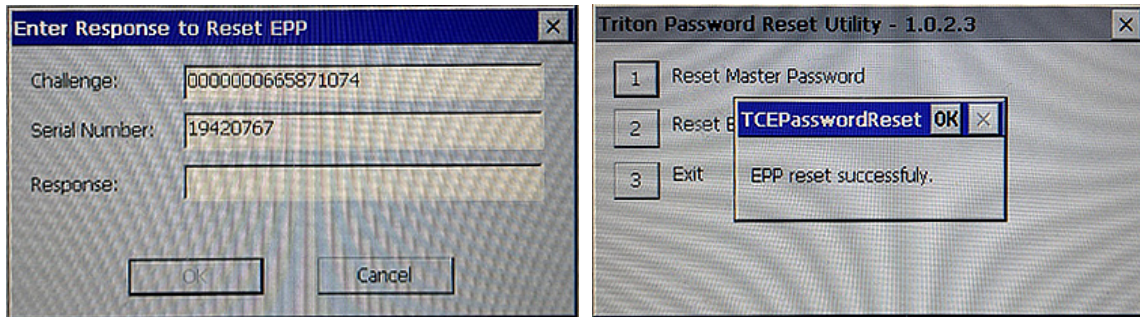 Enter Response to Reset EPP
Challenge: 0000000665871074
Serial Number: 19420767
Response:
OK
Cancel
Triton Password Reset Utility - 1.0.2.3
1 Reset Master Password
2 Reset E
3 Exit
TCEPasswordReset OK
EPP reset successfuly.